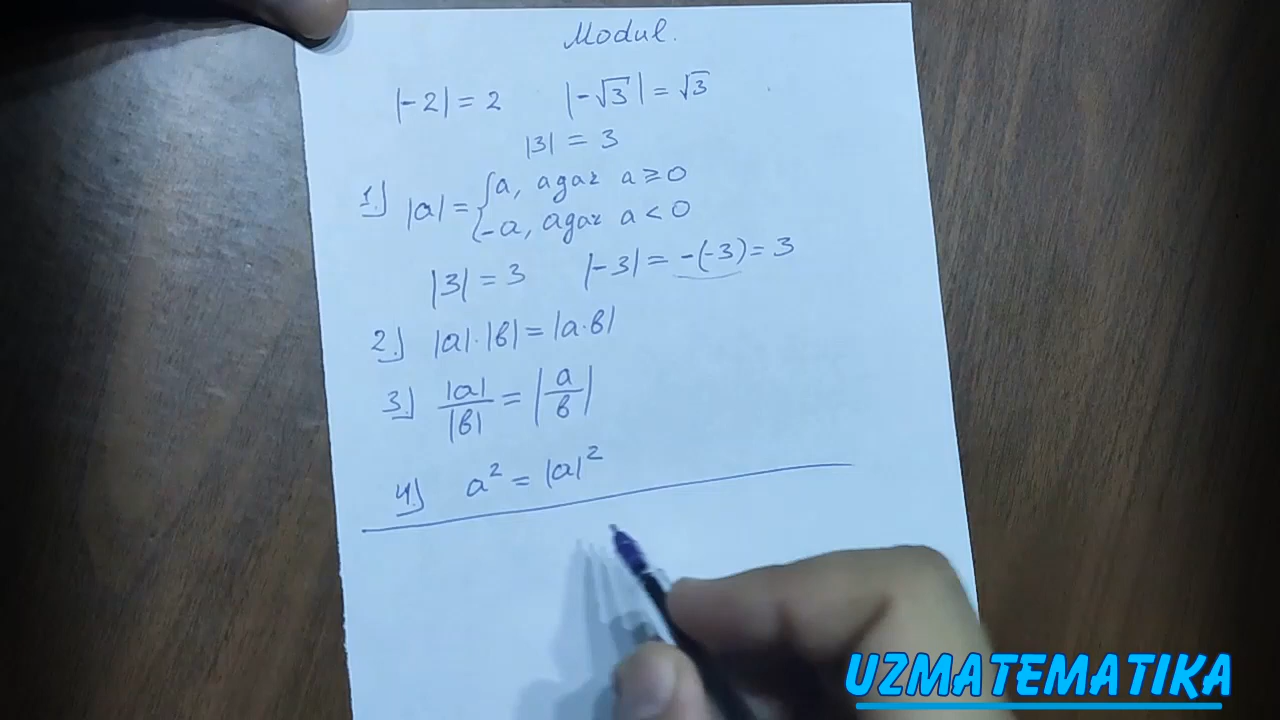 Modul.
|-2| = 2 |-√3| = √3
|3| = 3
1.) |a| = { a, agar a ≥ 0
-a, agar a < 0
|3| = 3 |-3| = -(-3) = 3
2.) |a|·|в| = |a·в|
3.) |a|/|в| = |a/в|
4.) a² = |a|²
UZMATEMATIKA